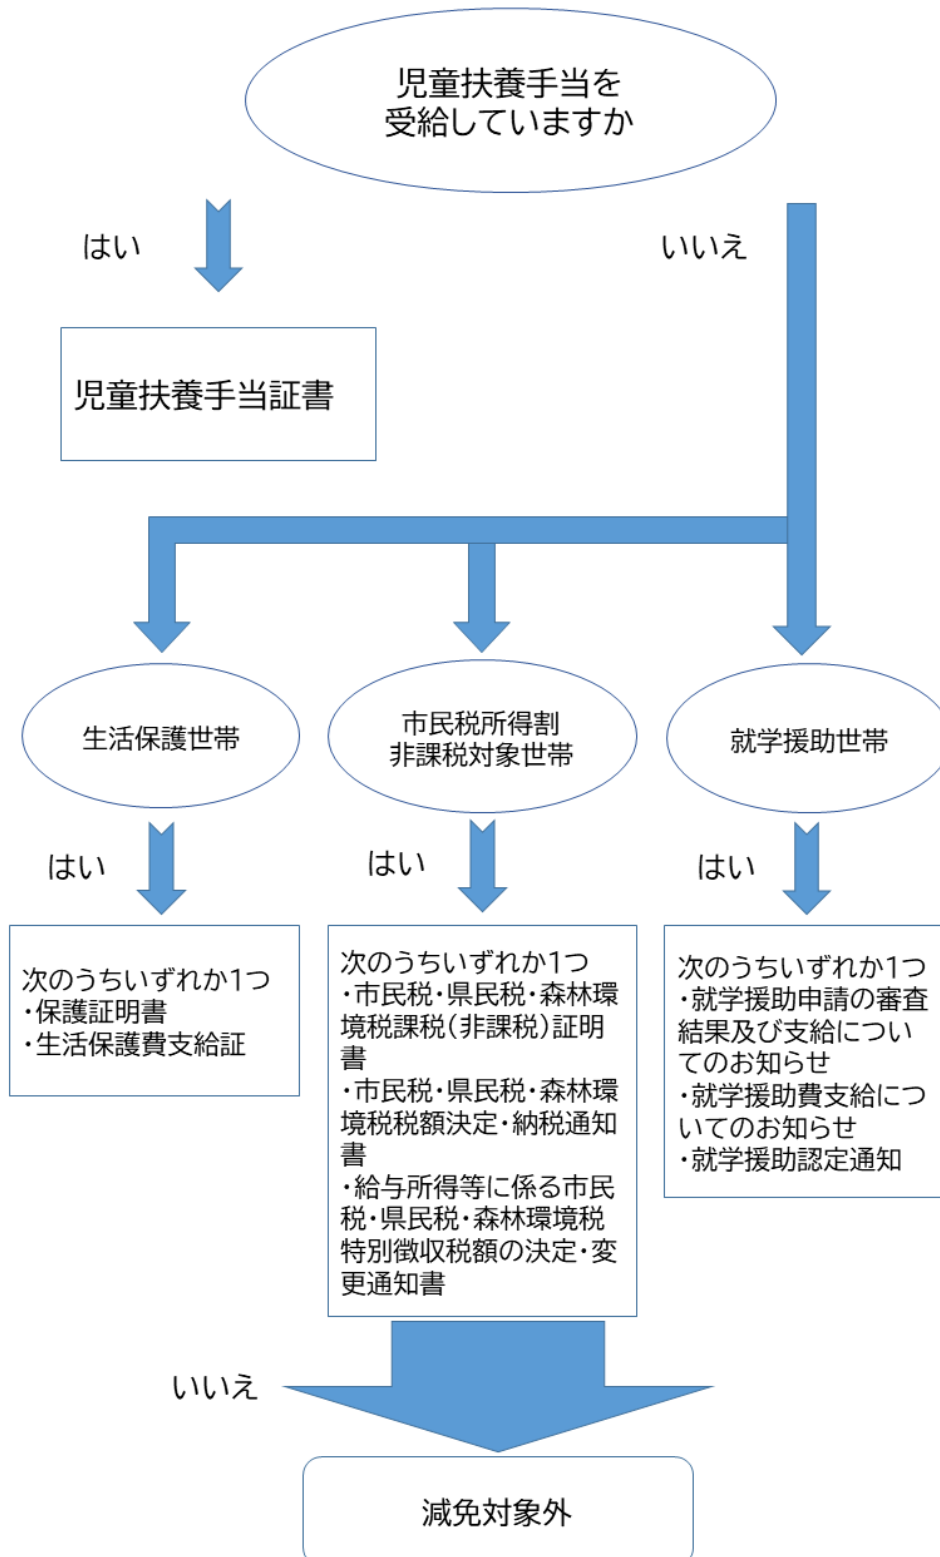 児童扶養手当を
受給していますか
はい
いいえ
児童扶養手当証書
生活保護世帯
市民税所得割
非課税対象世帯
就学援助世帯
はい
はい
はい
次のうちいずれか1つ
・保護証明書
・生活保護費支給証
次のうちいずれか1つ
・市民税・県民税・森林環
境税課税(非課税)証明
書
・市民税・県民税・森林環
境税税額決定・納税通知
書
・給与所得等に係る市民
税・県民税・森林環境税
特別徴収税額の決定・変
更通知書
次のうちいずれか1つ
・就学援助申請の審査
結果及び支給につい
てのお知らせ
・就学援助費支給につ
いてのお知らせ
・就学援助認定通知
いいえ
減免対象外